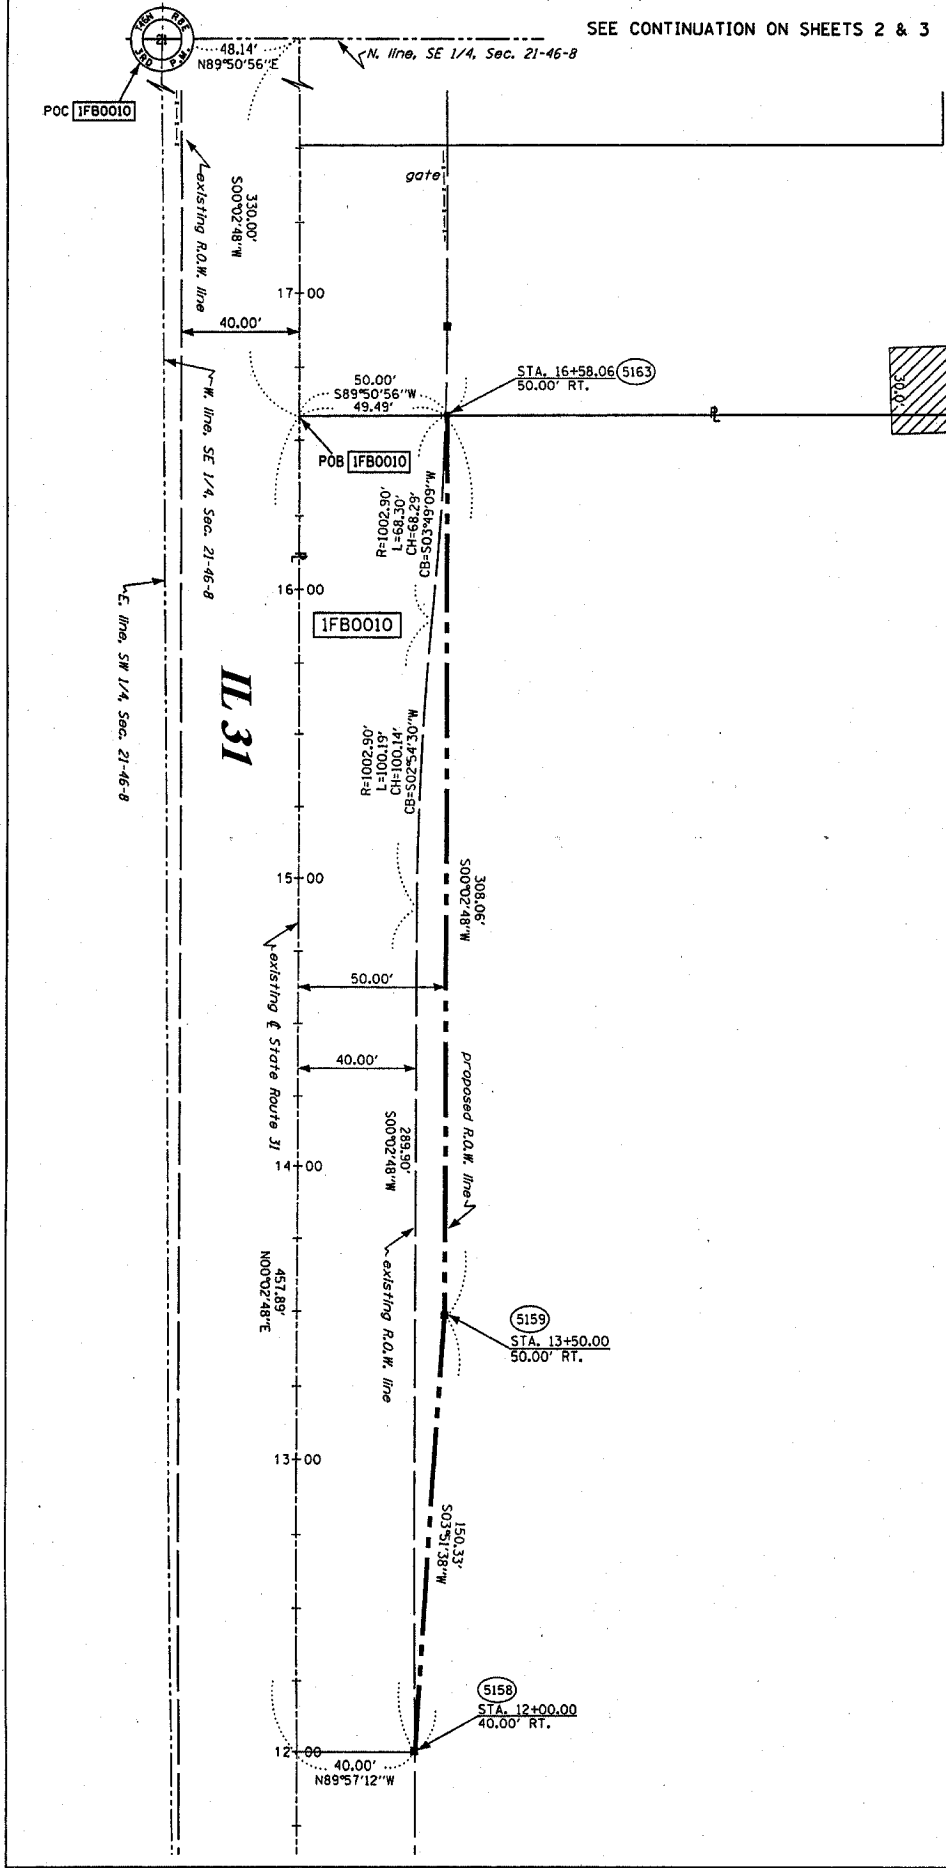 SEE CONTINUATION ON SHEETS 2 & 3
T46N R8E
21
3RD P.M.
48.14'
N89°50'56"E
N. line, SE 1/4, Sec. 21-46-8
POC 1FB0010
existing R.O.W. line
330.00'
S00°02'48"W
gate
17+00
40.00'
W. line, SE 1/4, Sec. 21-46-8
50.00'
S89°50'56"W
49.49'
STA. 16+58.06 5163
50.00' RT.
30.0'
POB 1FB0010
R=1002.90'
L=68.30'
CH=68.29'
CB=S03°49'09"W
16+00
1FB0010
E. line, SW 1/4, Sec. 21-46-8
IL 31
R=1002.90'
L=100.19'
CH=100.14'
CB=S02°54'30"W
15+00
308.06'
S00°02'48"W
existing ℄ State Route 31
50.00'
40.00'
proposed R.O.W. line
289.90'
S00°02'48"W
14+00
457.89'
N00°02'48"E
existing R.O.W. line
5159
STA. 13+50.00
50.00' RT.
13+00
150.33'
S03°51'38"W
5158
STA. 12+00.00
40.00' RT.
12+00
40.00'
N89°57'12"W